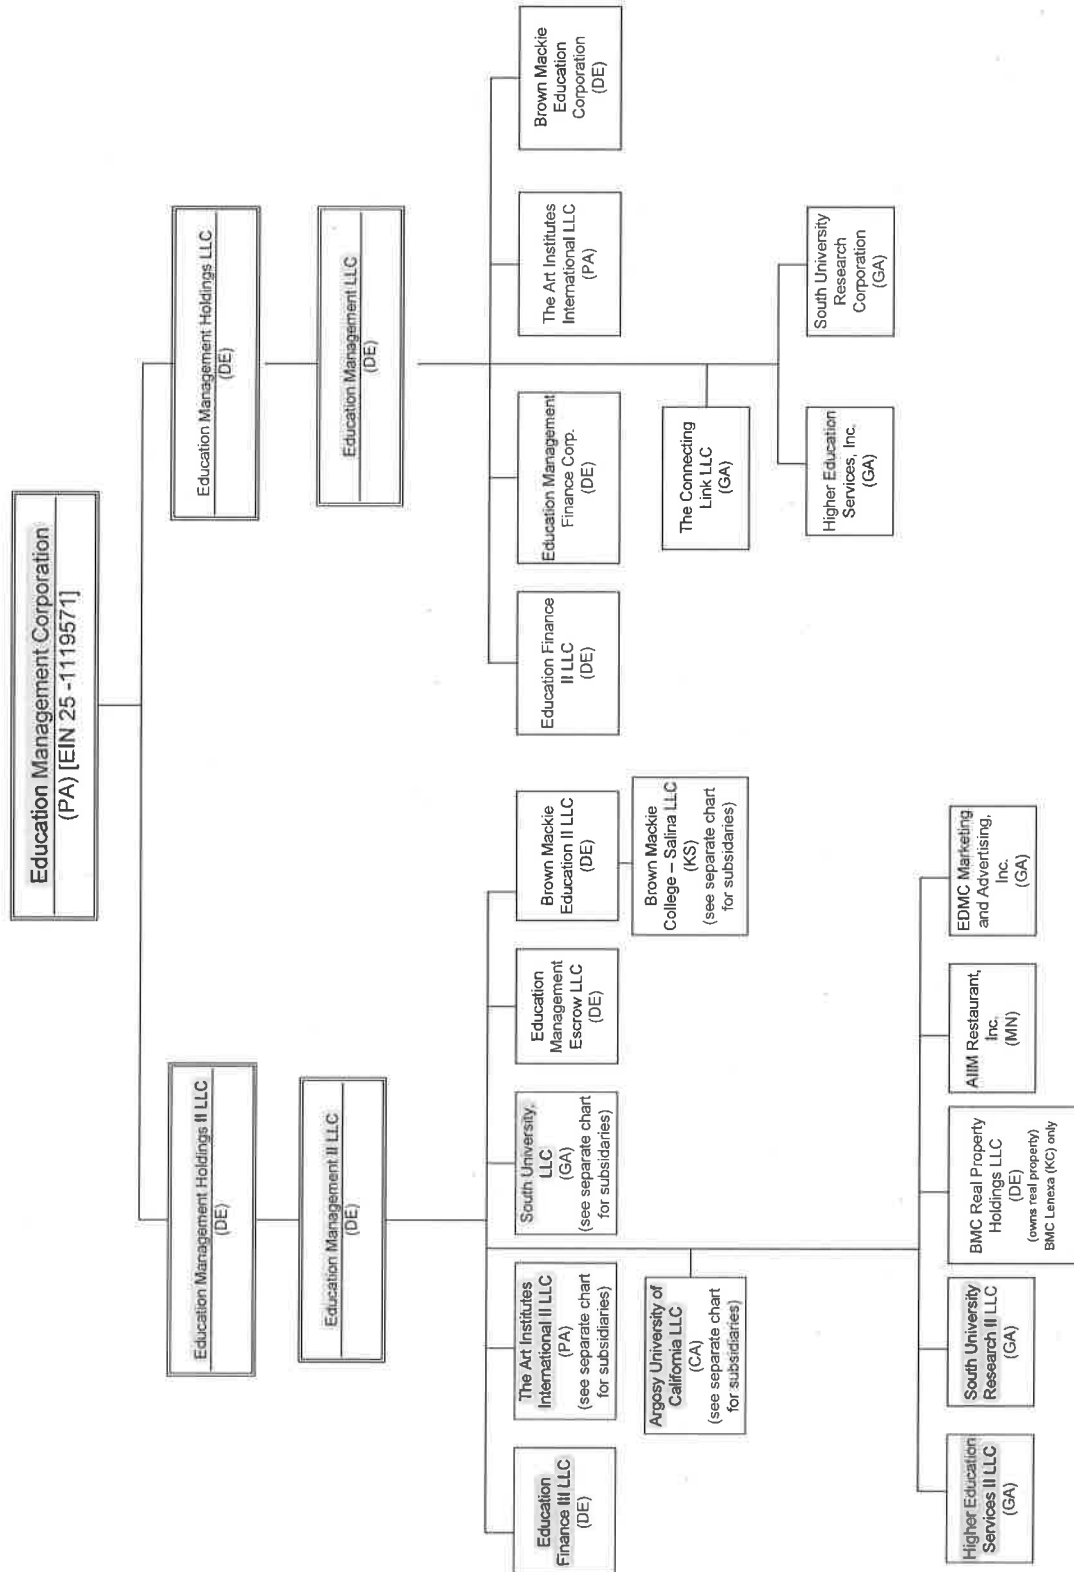 Education Management Corporation
(PA) [EIN 25 -1119571]
Education Management Holdings II LLC
(DE)
Education Management Holdings LLC
(DE)
Education Management II LLC
(DE)
Education Management LLC
(DE)
Education
Finance III LLC
(DE)
The Art Institutes
International II LLC
(PA)
(see separate chart
for subsidiaries)
South University,
LLC
(GA)
(see separate chart
for subsidaries)
Education
Management
Escrow LLC
(DE)
Brown Mackie
Education II LLC
(DE)
Education Finance
II LLC
(DE)
Education Management
Finance Corp.
(DE)
The Art Institutes
International LLC
(PA)
Brown Mackie
Education
Corporation
(DE)
Argosy University of
California LLC
(CA)
(see separate chart
for subsidiaries)
Brown Mackie
College – Salina LLC
(KS)
(see separate chart
for subsidaries)
The Connecting
Link LLC
(GA)
Higher Education
Services, Inc.
(GA)
South University
Research
Corporation
(GA)
Higher Education
Services II LLC
(GA)
South University
Research II LLC
(GA)
BMC Real Property
Holdings LLC
(DE)
(owns real property)
BMC Lenexa (KC) only
AIIM Restaurant,
Inc.
(MN)
EDMC Marketing
and Advertising,
Inc.
(GA)